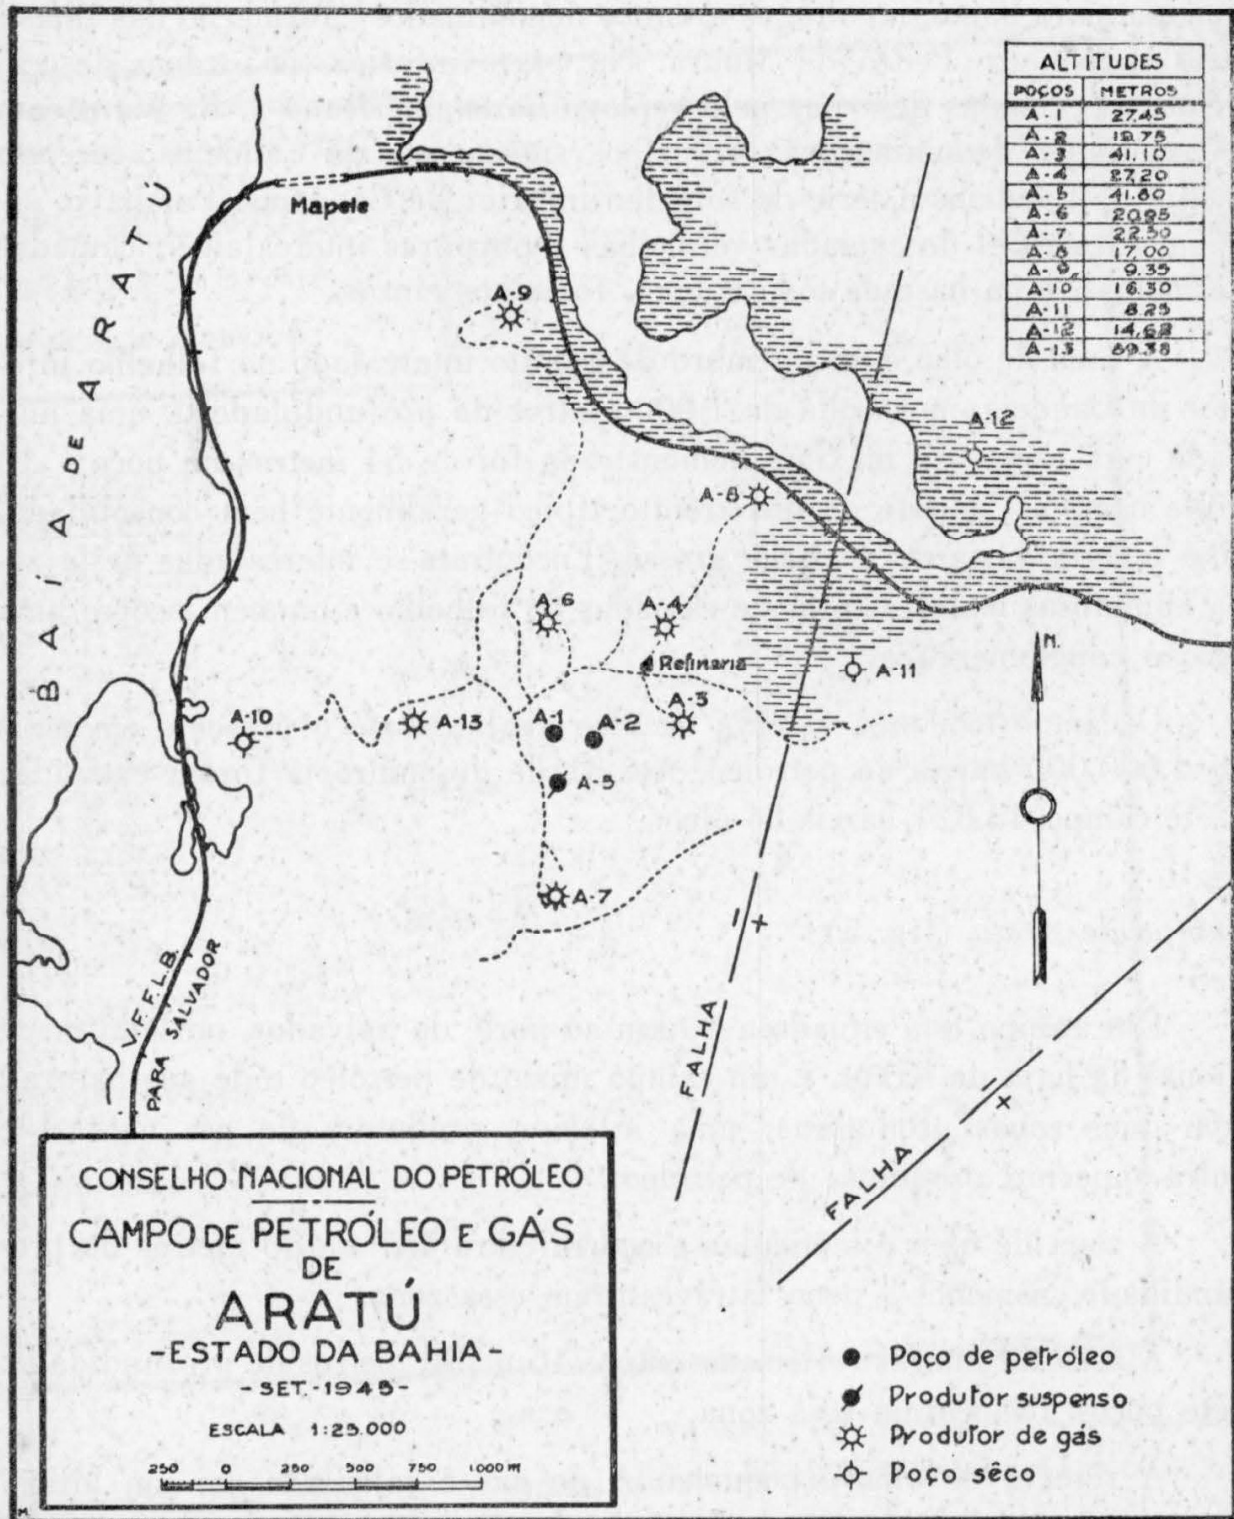 ALTITUDES
POÇOS METROS
A-1 27.45
A-2 19.75
A-3 41.10
A-4 27.20
A-5 41.80
A-6 20.95
A-7 22.50
A-8 17.00
A-9 9.35
A-10 16.30
A-11 8.25
A-12 14.62
A-13 69.38
BAÍA DE ARATÚ
Mapele
A-9
A-12
A-8
A-6
A-4
Refinaria
A-11
A-10
A-13
A-1
A-2
A-3
A-5
A-7
N.
V.F.F.L.B.
PARA SALVADOR
FALHA
- +
FALHA
- +
CONSELHO NACIONAL DO PETRÓLEO
CAMPO DE PETRÓLEO E GÁS
DE
ARATÚ
-ESTADO DA BAHIA-
-SET.-1945-
ESCALA 1:25.000
250 0 250 500 750 1000m
Poço de petróleo
Produtor suspenso
Produtor de gás
Poço sêco
M.